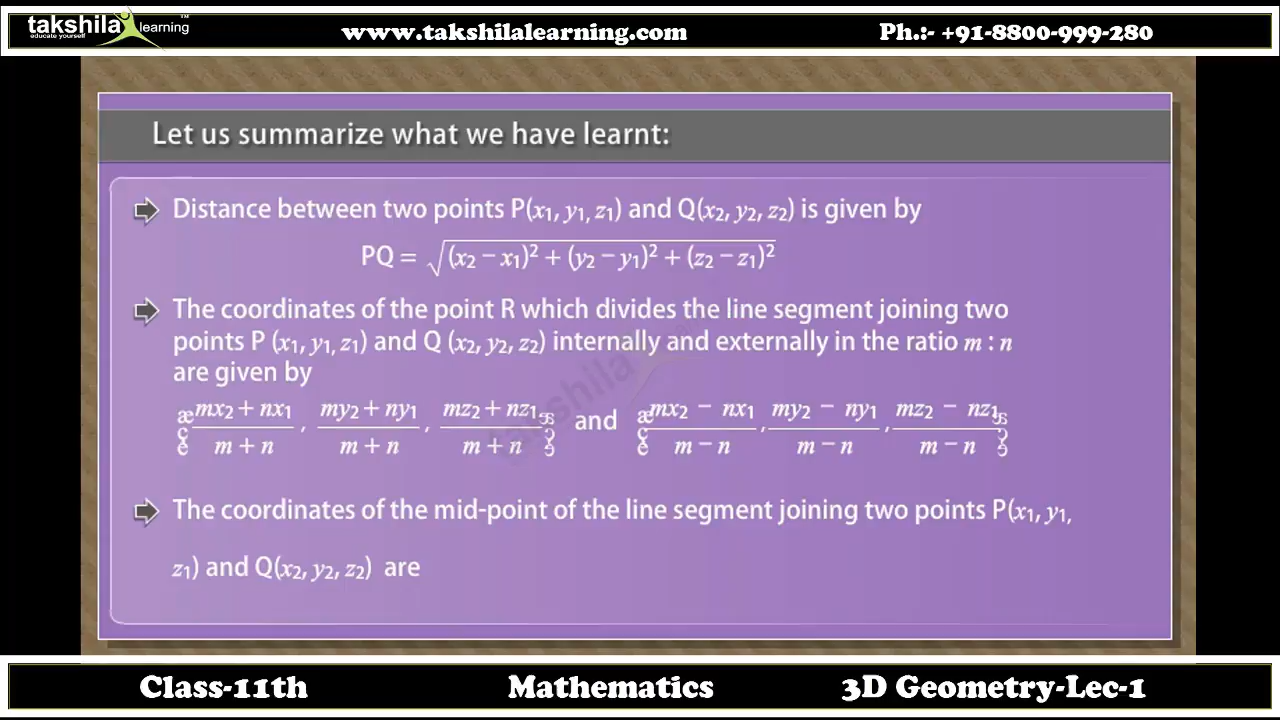 takshila learning™
educate yourself
www.takshilalearning.com
Ph.:- +91-8800-999-280
Let us summarize what we have learnt:
Distance between two points P(x₁, y₁, z₁) and Q(x₂, y₂, z₂) is given by
PQ = √(x₂ − x₁)² + (y₂ − y₁)² + (z₂ − z₁)²
The coordinates of the point R which divides the line segment joining two
points P (x₁, y₁, z₁) and Q (x₂, y₂, z₂) internally and externally in the ratio m : n
are given by
æ mx₂ + nx₁ / m + n , my₂ + ny₁ / m + n , mz₂ + nz₁ / m + n and æ mx₂ − nx₁ / m − n , my₂ − ny₁ / m − n , mz₂ − nz₁ / m − n
The coordinates of the mid-point of the line segment joining two points P(x₁, y₁,
z₁) and Q(x₂, y₂, z₂) are
takshila
Class-11th
Mathematics
3D Geometry-Lec-1